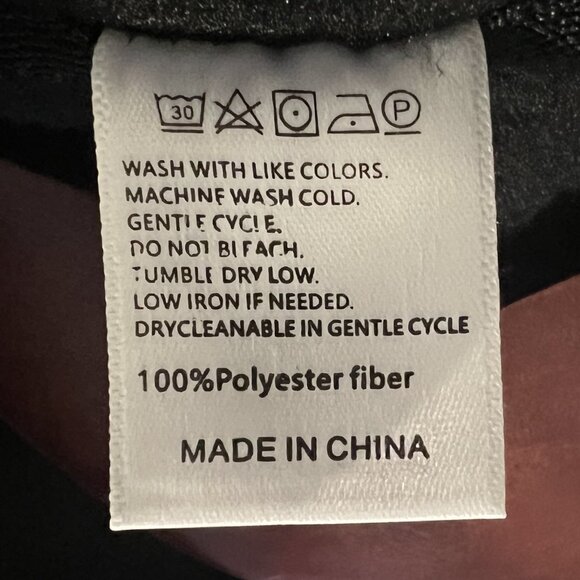 30 P
WASH WITH LIKE COLORS.
MACHINE WASH COLD.
GENTLE CYCLE.
DO NOT BLEACH.
TUMBLE DRY LOW.
LOW IRON IF NEEDED.
DRYCLEANABLE IN GENTLE CYCLE
100%Polyester fiber
MADE IN CHINA